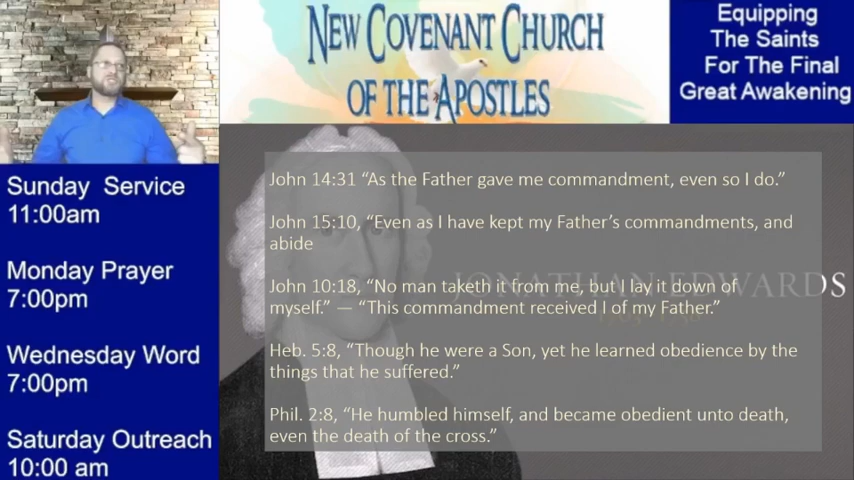 NEW COVENANT CHURCH
OF THE APOSTLES
Equipping
The Saints
For The Final
Great Awakening
Sunday Service
11:00am
Monday Prayer
7:00pm
Wednesday Word
7:00pm
Saturday Outreach
10:00 am
John 14:31 “As the Father gave me commandment, even so I do.”
John 15:10, “Even as I have kept my Father’s commandments, and
abide
John 10:18, “No man taketh it from me, but I lay it down of
myself.” — “This commandment received I of my Father.”
Heb. 5:8, “Though he were a Son, yet he learned obedience by the
things that he suffered.”
Phil. 2:8, “He humbled himself, and became obedient unto death,
even the death of the cross.”
JONATHAN EDWARDS